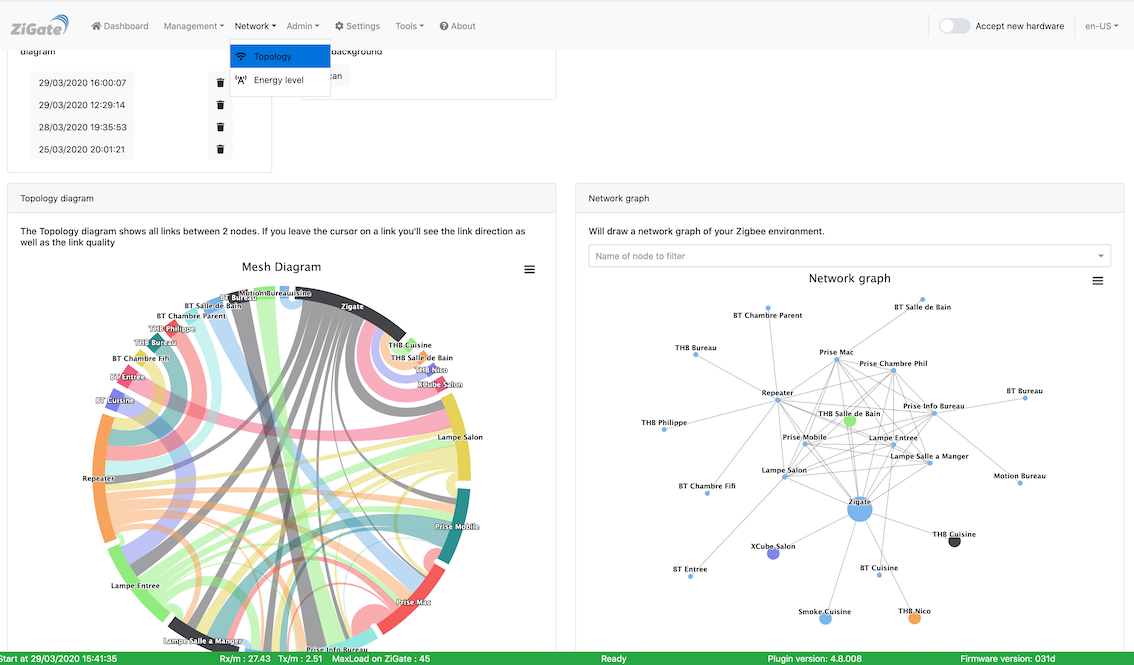 ZiGate
Dashboard
Management
Network
Admin
Settings
Tools
About
Accept new hardware
en-US
Topology
Energy level
diagram
background
can
29/03/2020 16:00:07
29/03/2020 12:29:14
28/03/2020 19:35:53
25/03/2020 20:01:21
Topology diagram
The Topology diagram shows all links between 2 nodes. If you leave the cursor on a link you'll see the link direction as
well as the link quality
Mesh Diagram
Zigate
THB Cuisine
THB Salle de Bain
THB Nico
XCube Salon
Lampe Salon
Prise Mobile
Prise Mac
Prise Info Bureau
Lampe Salle a Manger
Lampe Entree
Repeater
BT Cuisine
BT Entree
BT Chambre Fifi
THB Bureau
THB Philippe
BT Chambre Parent
BT Salle de Bain
BT Bureau
Motion Bureau
Network graph
Will draw a network graph of your Zigbee environment.
Name of node to filter
Network graph
BT Salle de Bain
BT Chambre Parent
THB Bureau
Prise Mac
Prise Chambre Phil
Repeater
BT Bureau
Prise Info Bureau
THB Salle de Bain
THB Philippe
Prise Mobile
Lampe Entree
Lampe Salle a Manger
Lampe Salon
Motion Bureau
BT Chambre Fifi
Zigate
THB Cuisine
XCube Salon
BT Entree
BT Cuisine
Smoke Cuisine
THB Nico
Start at 29/03/2020 15:41:35
Rx/m : 27.43
Tx/m : 2.51
MaxLoad on ZiGate : 45
Ready
Plugin version: 4.8.008
Firmware version: 031d